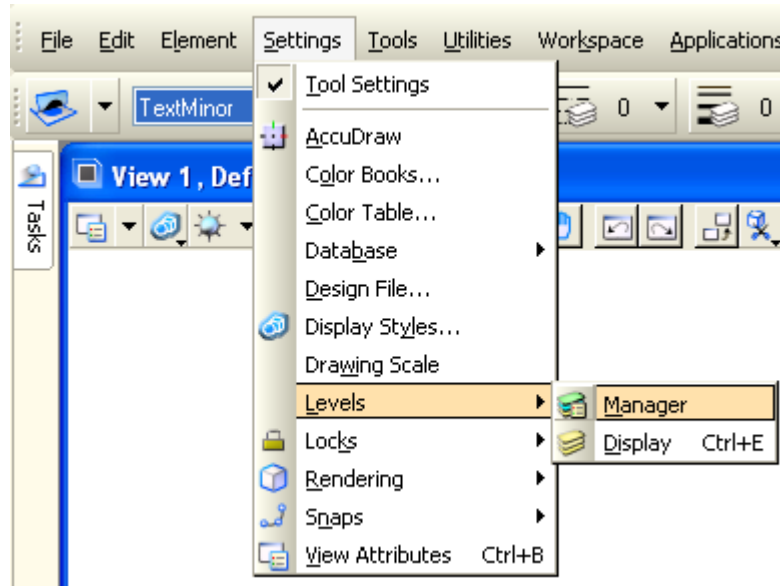 File Edit Element Settings Tools Utilities Workspace Applications
TextMinor 0 0
Tool Settings
AccuDraw
Color Books...
Color Table...
Database
Design File...
Display Styles...
Drawing Scale
Levels
Locks
Rendering
Snaps
View Attributes Ctrl+B
Manager
Display Ctrl+E
View 1, Def
Tasks